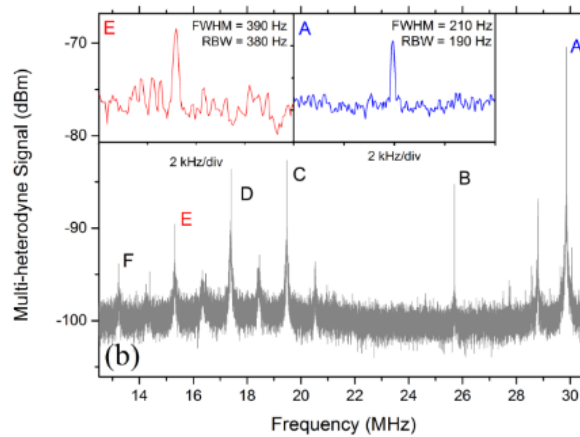 E
FWHM = 390 Hz
RBW = 380 Hz
A
FWHM = 210 Hz
RBW = 190 Hz
A
-70
-80
-90
-100
Multi-heterodyne Signal (dBm)
2 kHz/div
2 kHz/div
F
E
D
C
B
(b)
14 16 18 20 22 24 26 28 30
Frequency (MHz)